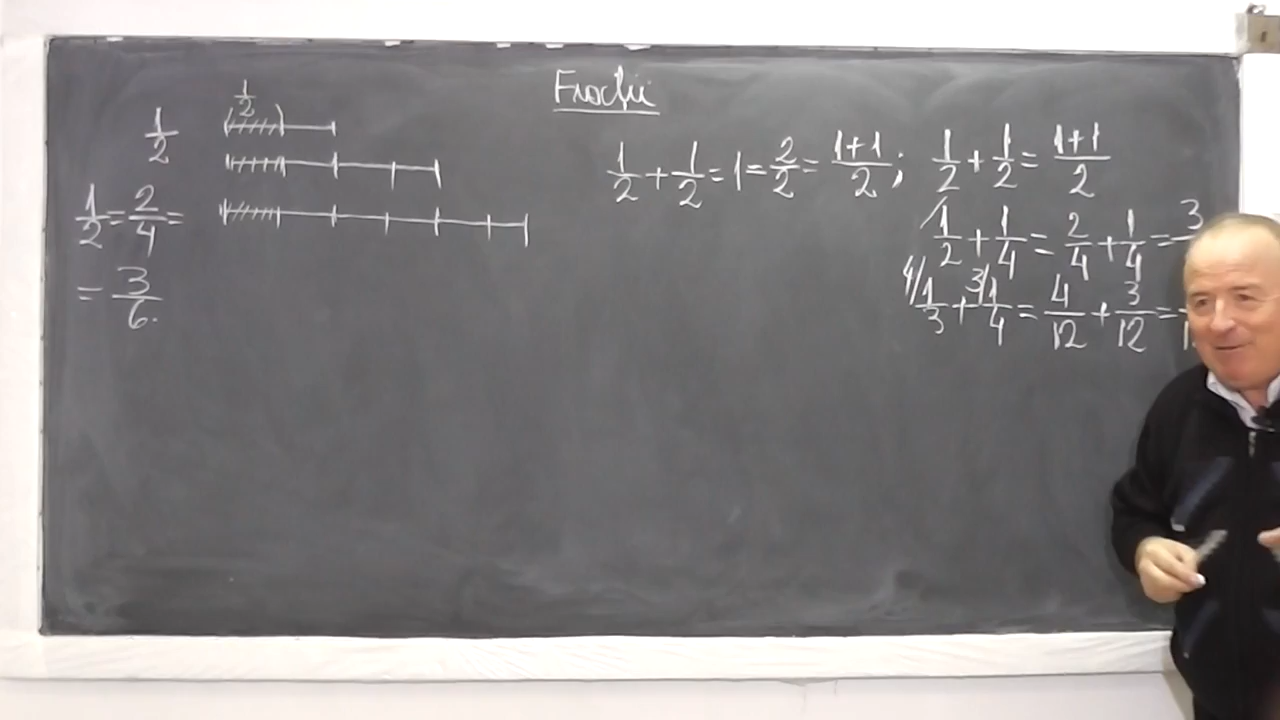 Fracții
1/2
1/2
1/2 = 2/4 =
= 3/6.
1/2 + 1/2 = 1 = 2/2 = (1+1)/2 ; 1/2 + 1/2 = (1+1)/2
1/2 + 1/4 = 2/4 + 1/4 = 3/
4/ 1/3 + 3/ 1/4 = 4/12 + 3/12 =